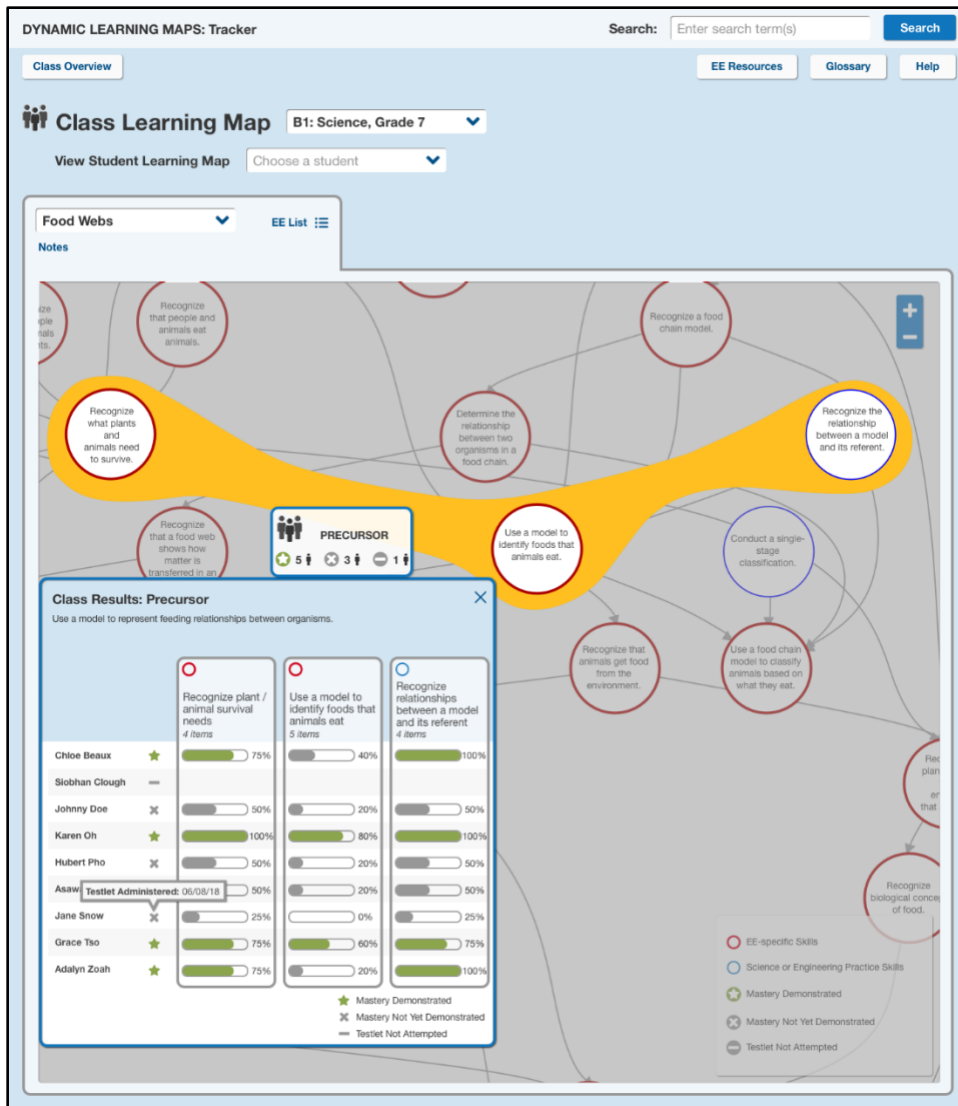 DYNAMIC LEARNING MAPS: Tracker
Search: Enter search term(s) Search
Class Overview
EE Resources Glossary Help
Class Learning Map B1: Science, Grade 7
View Student Learning Map Choose a student
Food Webs
EE List
Notes
Recognize
that people and
animals eat
animals.
Recognize a food
chain model.
+
−
Recognize
what plants
and
animals need
to survive.
Determine the
relationship
between two
organisms in a
food chain.
Recognize the
relationship
between a model
and its referent.
Recognize
that a food web
shows how
matter is
transferred in an
PRECURSOR
5 3 1
Use a model to
identify foods that
animals eat.
Conduct a single-
stage
classification.
Recognize that
animals get food
from the
environment.
Use a food chain
model to classify
animals based on
what they eat.
Recognize
biological concep
of food.
Class Results: Precursor
Use a model to represent feeding relationships between organisms.
Recognize plant /
animal survival
needs
4 items
Use a model to
identify foods that
animals eat
5 items
Recognize
relationships
between a model
and its referent
4 items
Chloe Beaux 75% 40% 100%
Siobhan Clough
Johnny Doe 50% 20% 50%
Karen Oh 100% 80% 100%
Hubert Pho 50% 20% 50%
Asaw 50% 20% 50%
Testlet Administered: 06/08/18
Jane Snow 25% 0% 25%
Grace Tso 75% 60% 75%
Adalyn Zoah 75% 20% 100%
Mastery Demonstrated
Mastery Not Yet Demonstrated
Testlet Not Attempted
EE-specific Skills
Science or Engineering Practice Skills
Mastery Demonstrated
Mastery Not Yet Demonstrated
Testlet Not Attempted